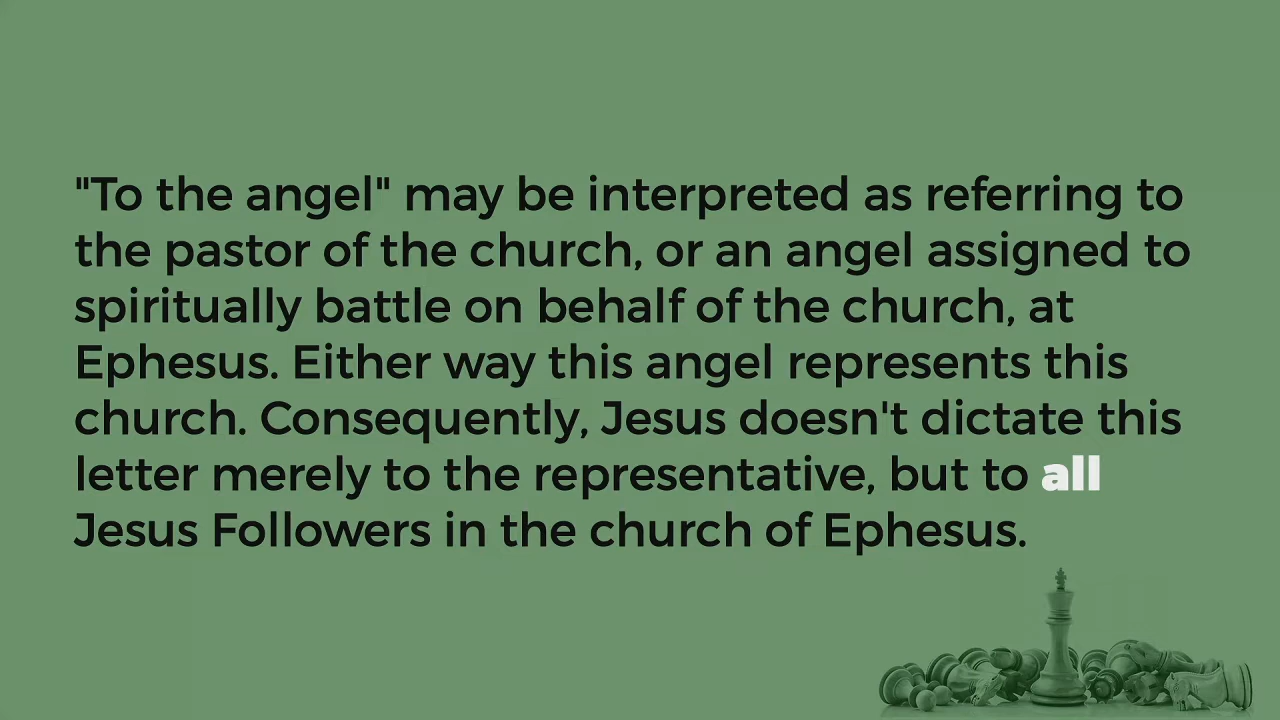 "To the angel" may be interpreted as referring to
the pastor of the church, or an angel assigned to
spiritually battle on behalf of the church, at
Ephesus. Either way this angel represents this
church. Consequently, Jesus doesn't dictate this
letter merely to the representative, but to all
Jesus Followers in the church of Ephesus.